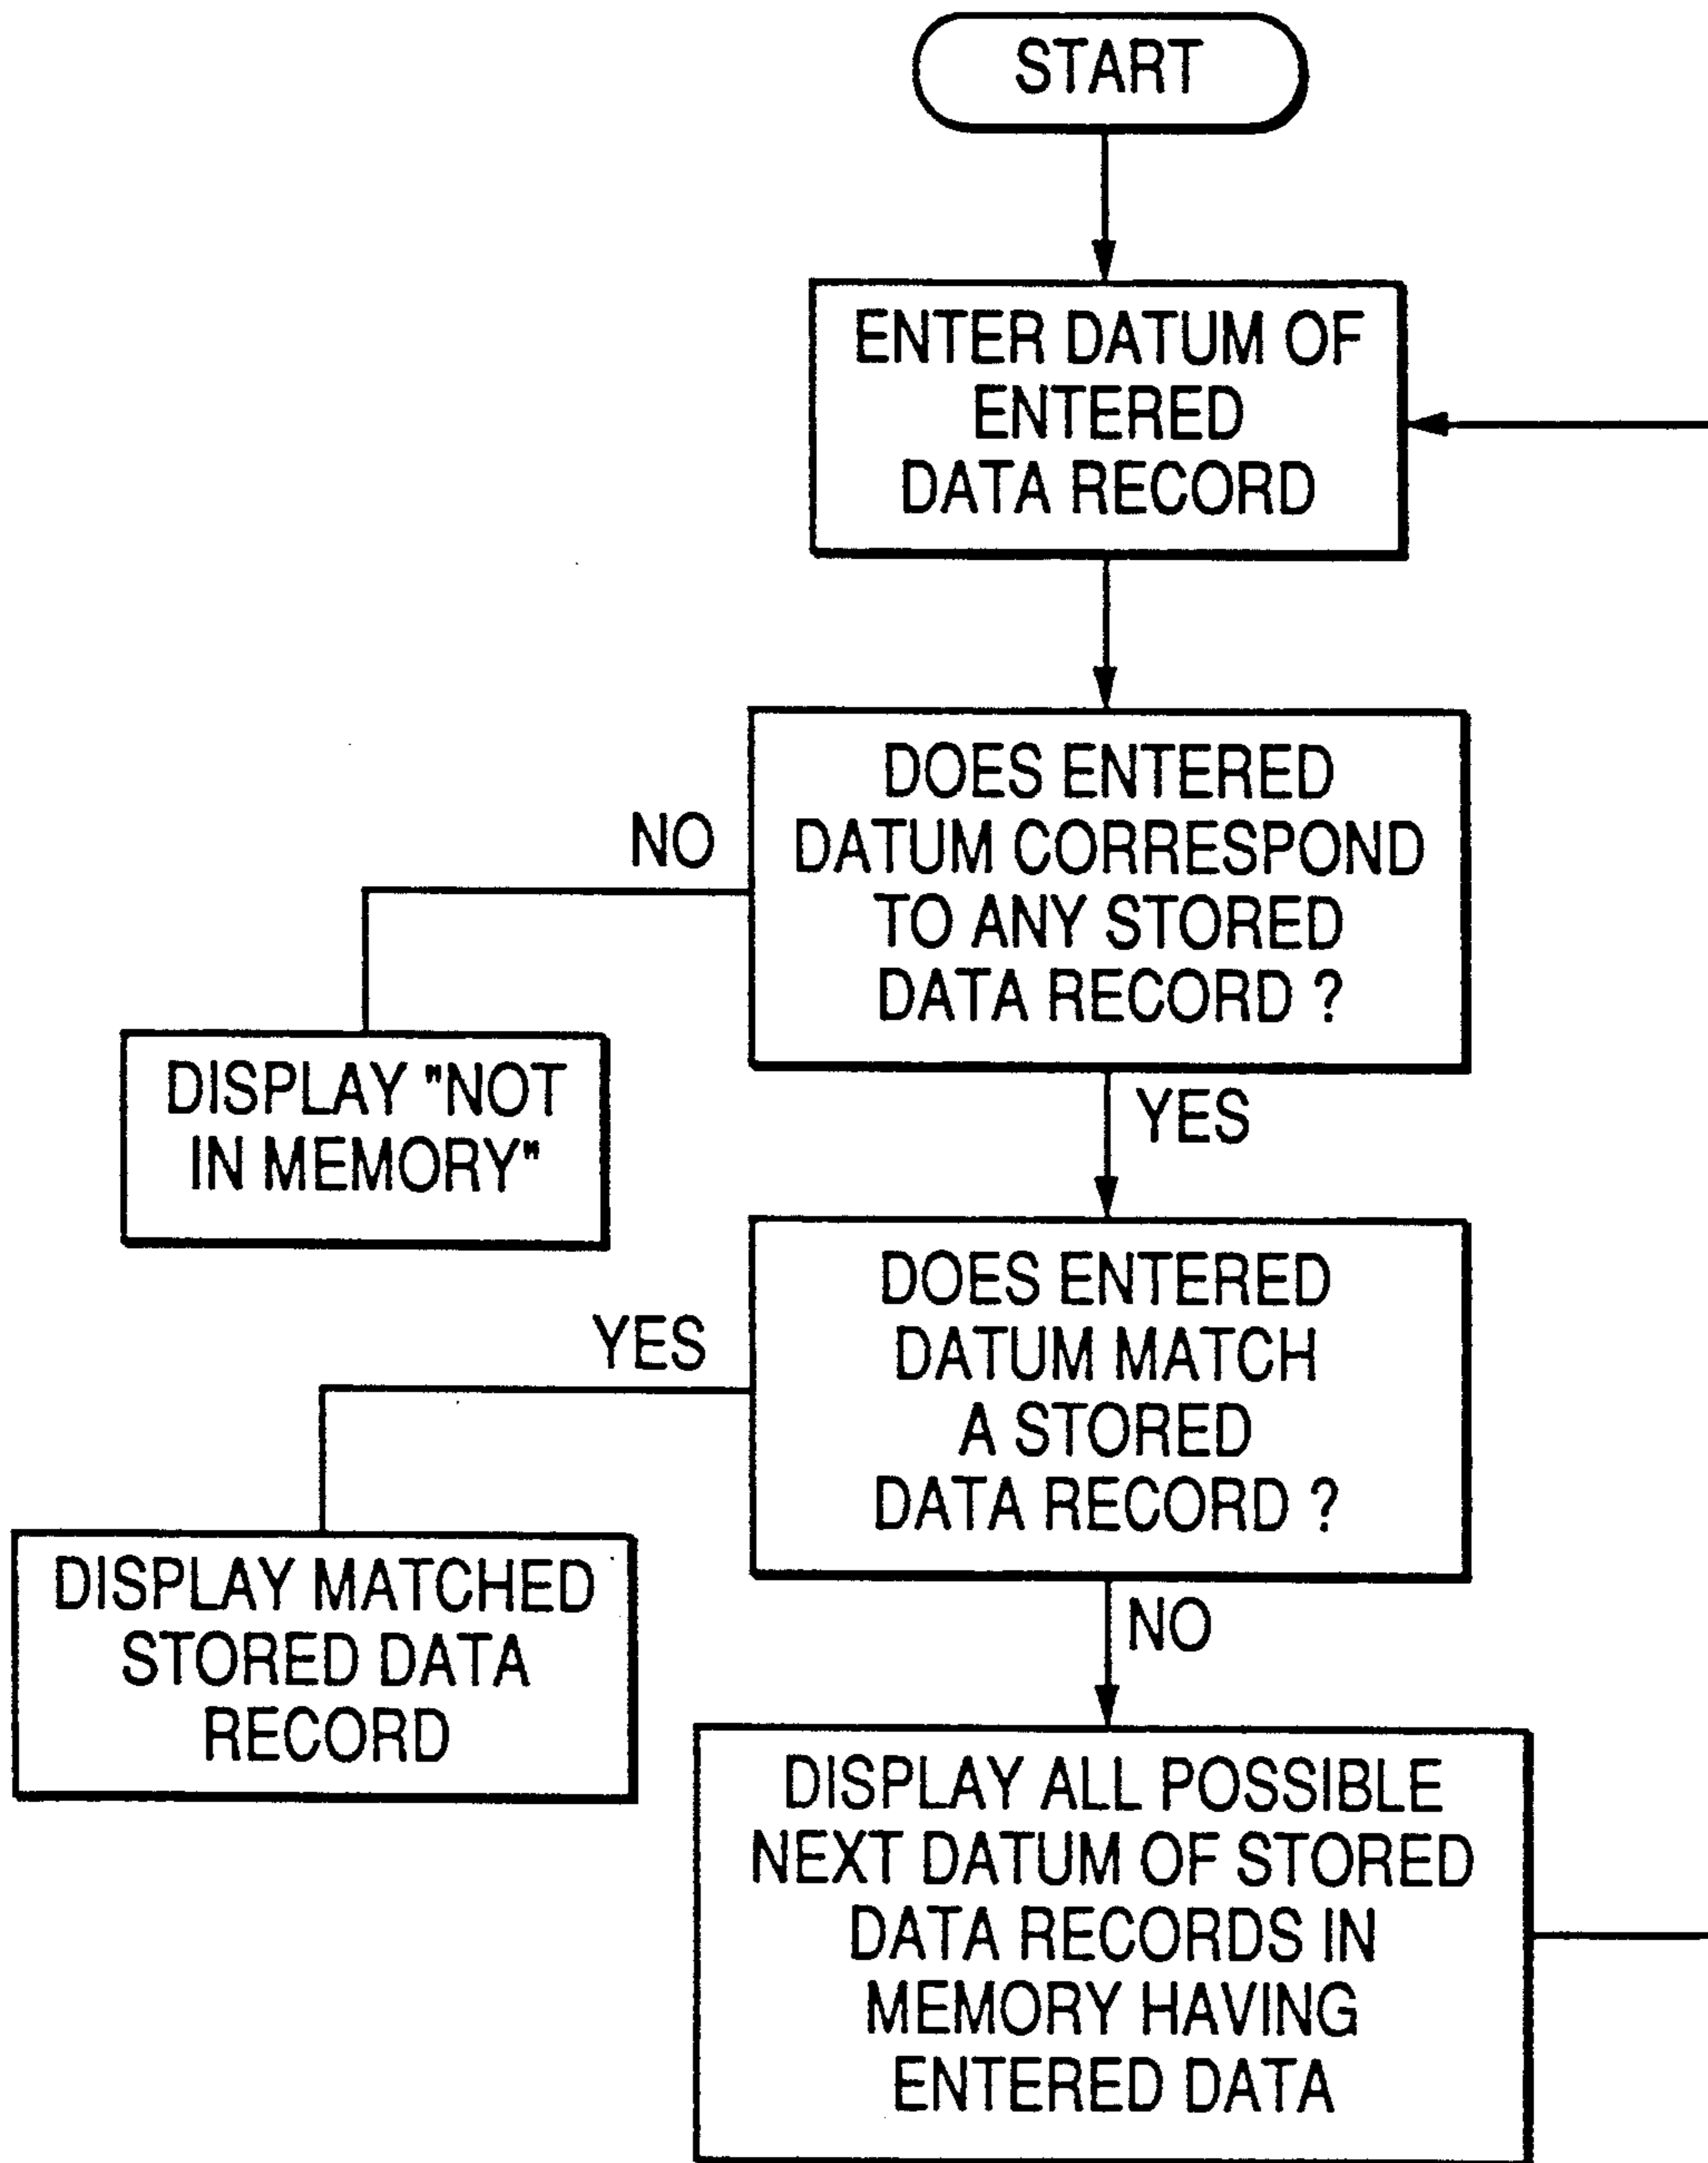 START
ENTER DATUM OF
ENTERED
DATA RECORD
DOES ENTERED
DATUM CORRESPOND
TO ANY STORED
DATA RECORD ?
NO
DISPLAY "NOT
IN MEMORY"
YES
DOES ENTERED
DATUM MATCH
A STORED
DATA RECORD ?
YES
DISPLAY MATCHED
STORED DATA
RECORD
NO
DISPLAY ALL POSSIBLE
NEXT DATUM OF STORED
DATA RECORDS IN
MEMORY HAVING
ENTERED DATA